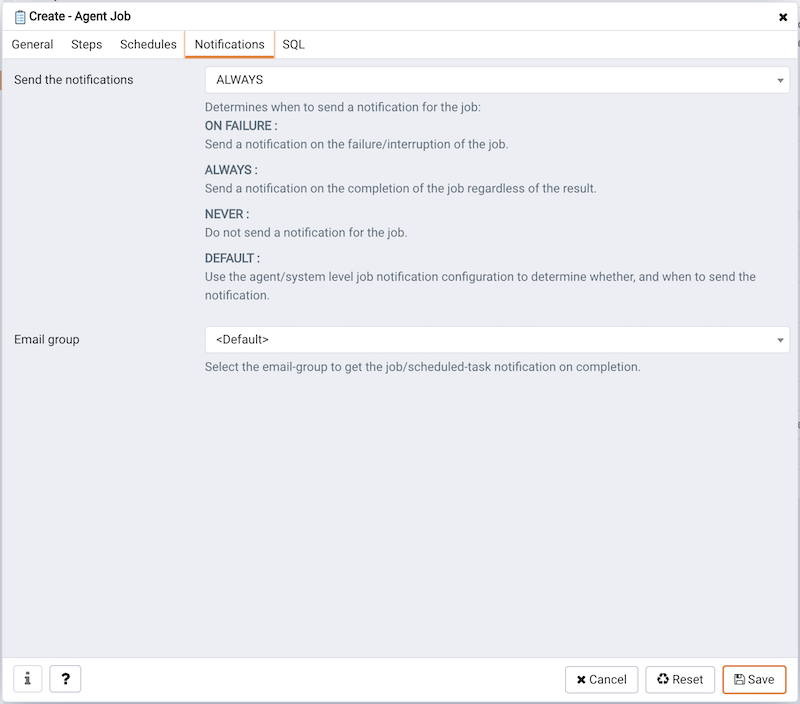 Create - Agent Job
General Steps Schedules Notifications SQL
Send the notifications
ALWAYS
Determines when to send a notification for the job:
ON FAILURE :
Send a notification on the failure/interruption of the job.
ALWAYS :
Send a notification on the completion of the job regardless of the result.
NEVER :
Do not send a notification for the job.
DEFAULT :
Use the agent/system level job notification configuration to determine whether, and when to send the
notification.
Email group
<Default>
Select the email-group to get the job/scheduled-task notification on completion.
i ? Cancel Reset Save